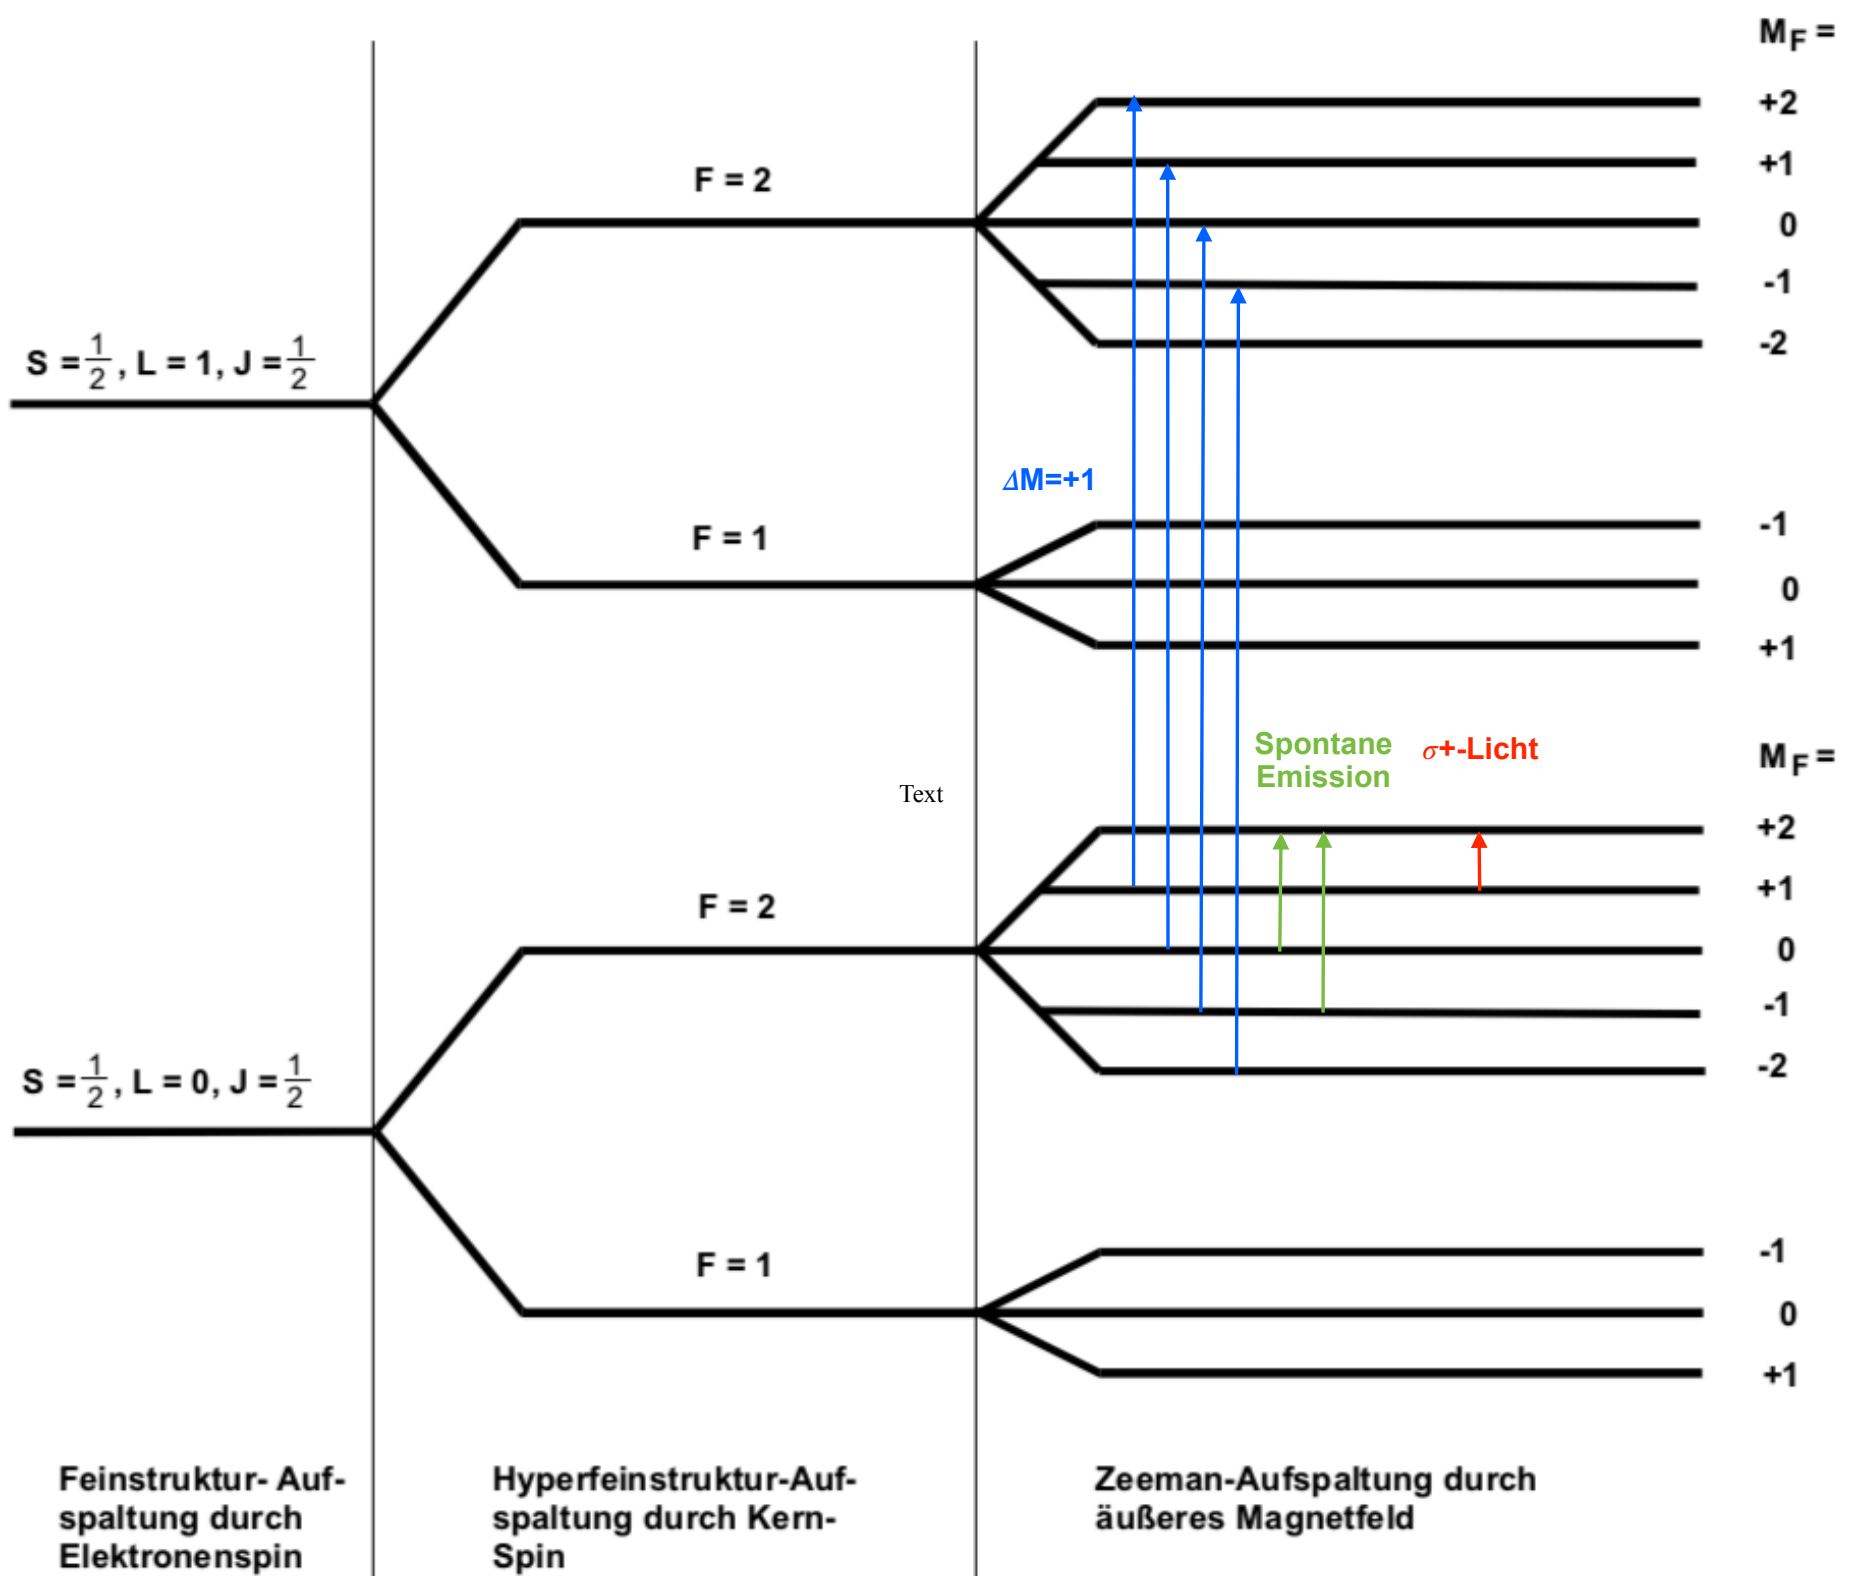 M_F =
+2
+1
0
-1
-2
F = 2
S = 1/2, L = 1, J = 1/2
ΔM=+1
F = 1
-1
0
+1
Spontane
Emission
σ+-Licht
Text
M_F =
+2
+1
0
-1
-2
F = 2
S = 1/2, L = 0, J = 1/2
F = 1
-1
0
+1
Feinstruktur- Auf-
spaltung durch
Elektronenspin
Hyperfeinstruktur-Auf-
spaltung durch Kern-
Spin
Zeeman-Aufspaltung durch
äußeres Magnetfeld